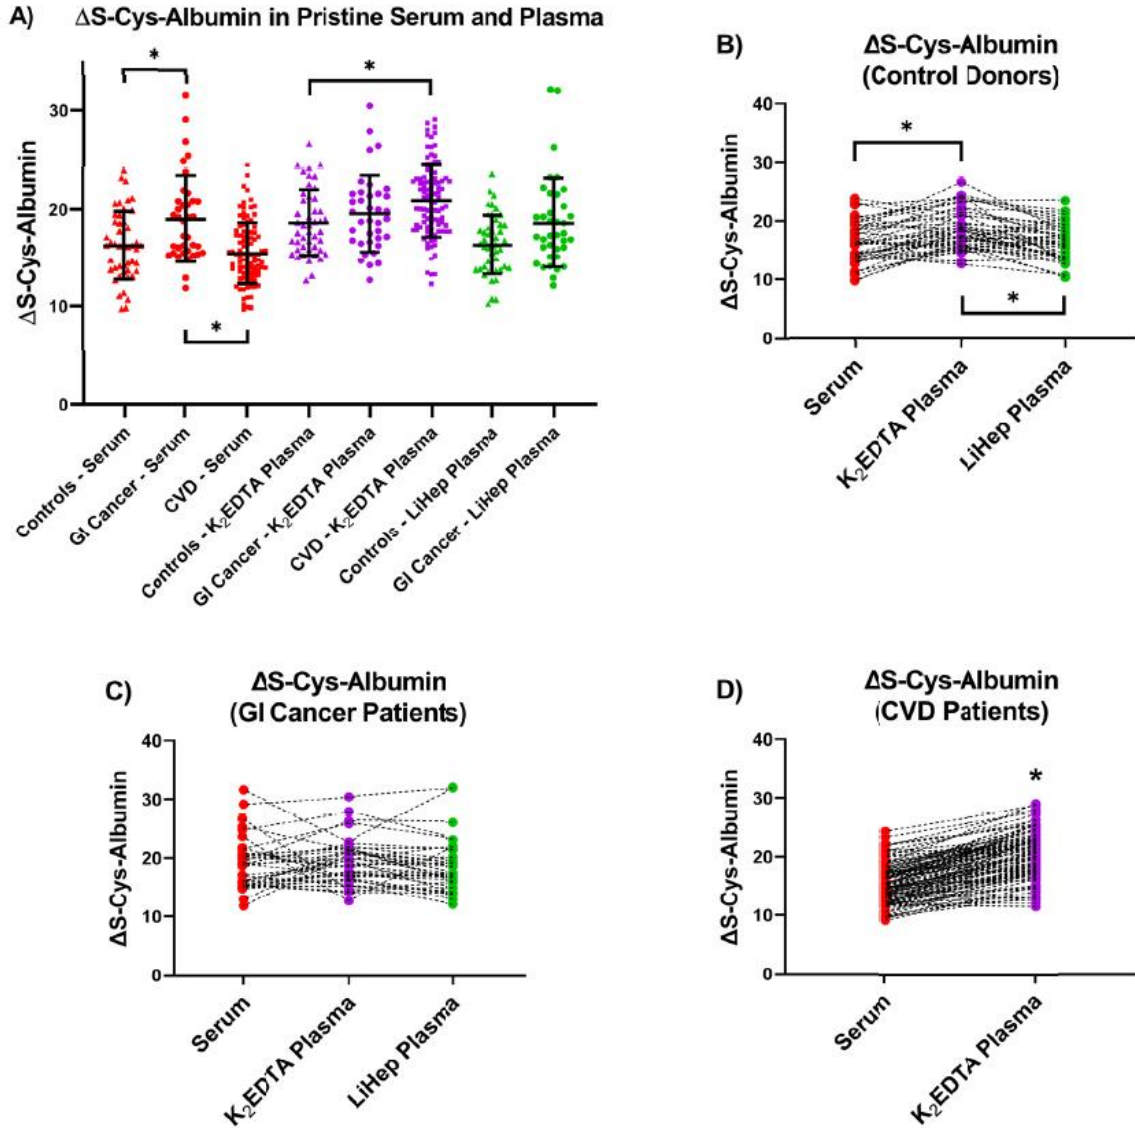 A)
ΔS-Cys-Albumin in Pristine Serum and Plasma
ΔS-Cys-Albumin
30
20
10
0
*
*
*
Controls - Serum
GI Cancer - Serum
CVD - Serum
Controls - K₂EDTA Plasma
GI Cancer - K₂EDTA Plasma
CVD - K₂EDTA Plasma
Controls - LiHep Plasma
GI Cancer - LiHep Plasma
B)
ΔS-Cys-Albumin
(Control Donors)
ΔS-Cys-Albumin
40
30
20
10
0
*
*
Serum
K₂EDTA Plasma
LiHep Plasma
C)
ΔS-Cys-Albumin
(GI Cancer Patients)
ΔS-Cys-Albumin
40
30
20
10
0
Serum
K₂EDTA Plasma
LiHep Plasma
D)
ΔS-Cys-Albumin
(CVD Patients)
ΔS-Cys-Albumin
40
30
20
10
0
*
Serum
K₂EDTA Plasma